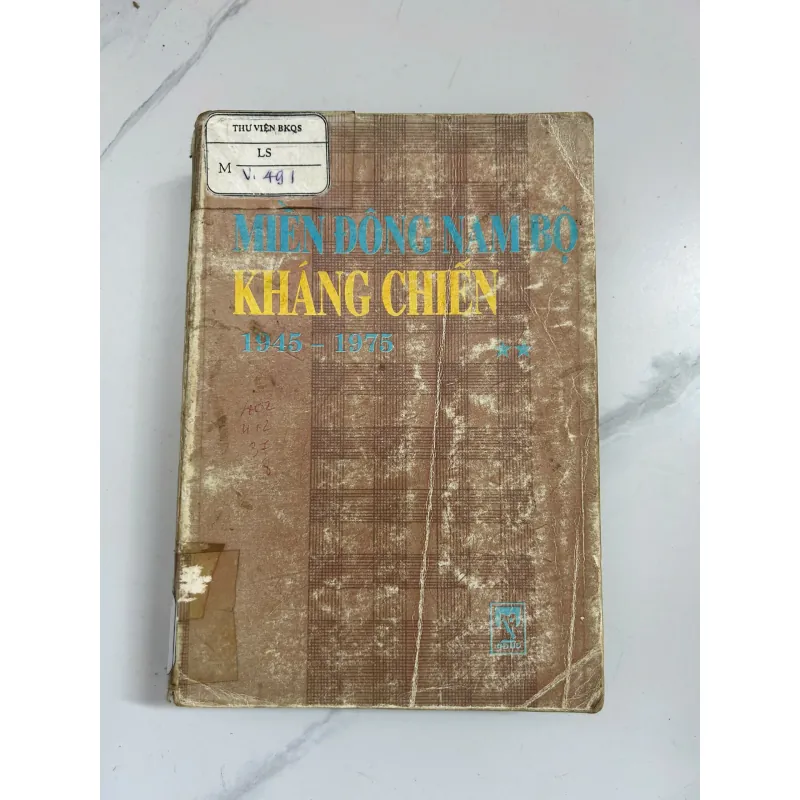 THƯ VIỆN BKQS
LS
M V. 491
MIỀN ĐÔNG NAM BỘ
KHÁNG CHIẾN
1945 - 1975 ★★